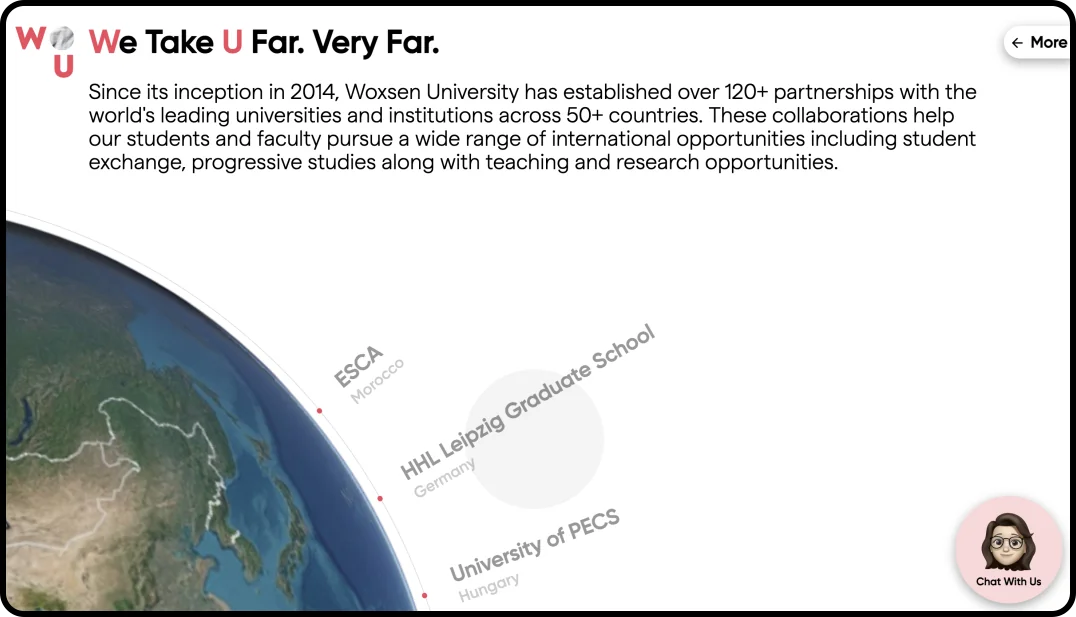 W
U
We Take U Far. Very Far.
← More
Since its inception in 2014, Woxsen University has established over 120+ partnerships with the
world's leading universities and institutions across 50+ countries. These collaborations help
our students and faculty pursue a wide range of international opportunities including student
exchange, progressive studies along with teaching and research opportunities.
ESCA
Morocco
HHL Leipzig Graduate School
Germany
University of PECS
Hungary
Chat With Us